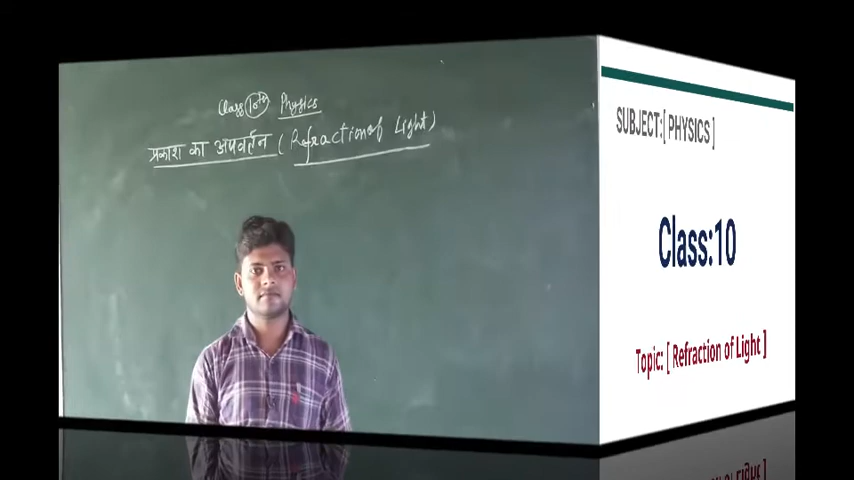 Class 10th Physics
प्रकाश का अपवर्तन (Refraction of Light)
SUBJECT:[ PHYSICS ]
Class:10
Topic: [ Refraction of Light ]